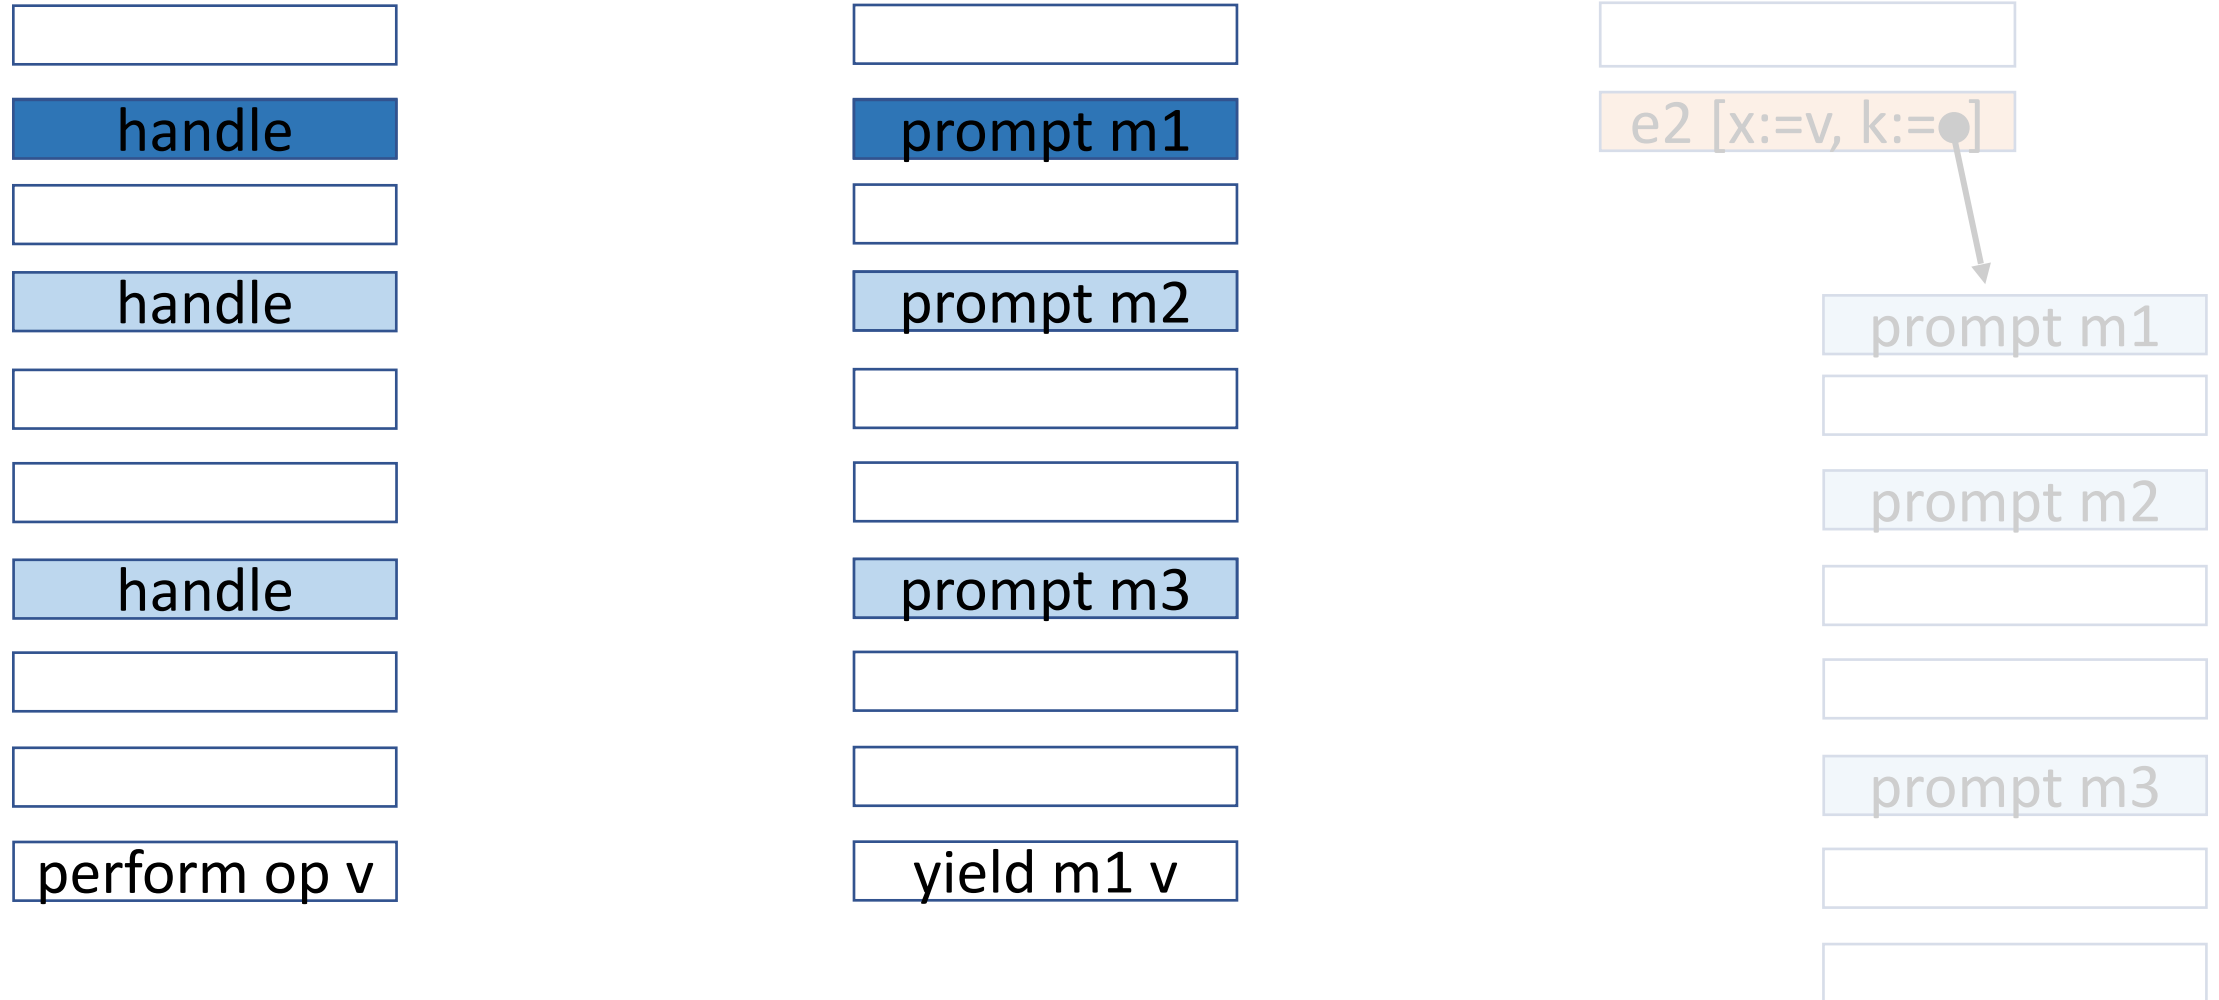 handle
handle
handle
perform op v
prompt m1
prompt m2
prompt m3
yield m1 v
e2 [x:=v, k:=●]
prompt m1
prompt m2
prompt m3